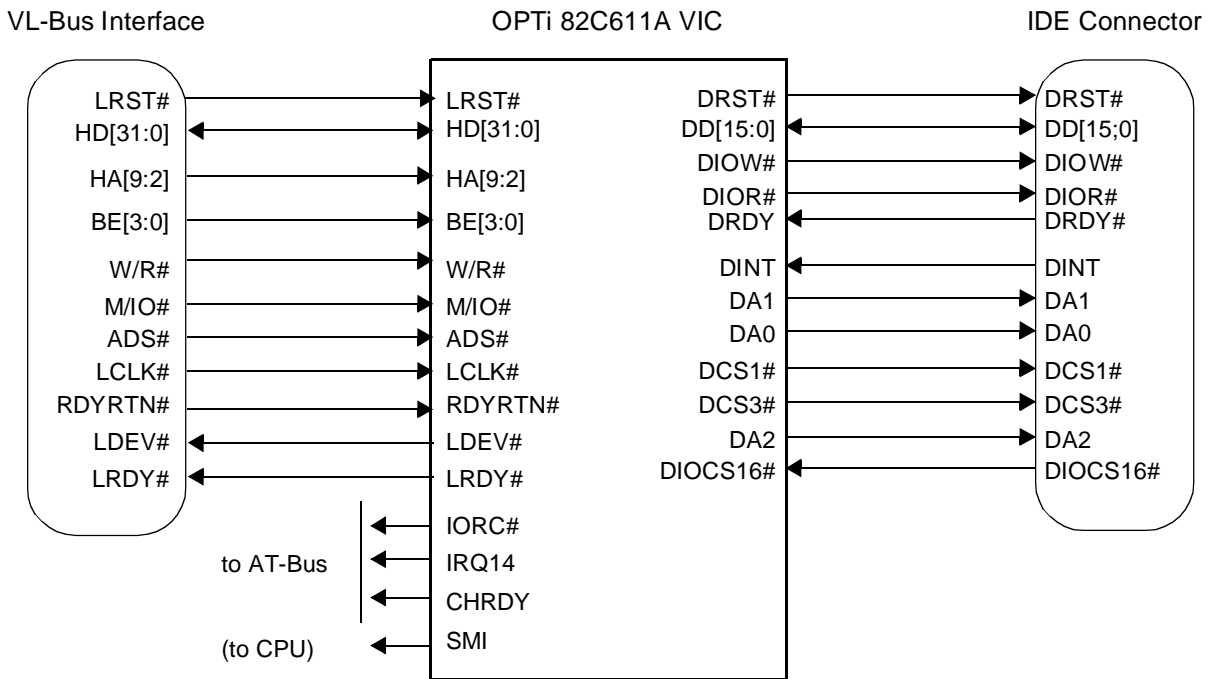 VL-Bus Interface
OPTi 82C611A VIC
IDE Connector
LRST#
HD[31:0]
HA[9:2]
BE[3:0]
W/R#
M/IO#
ADS#
LCLK#
RDYRTN#
LDEV#
LRDY#
LRST#
HD[31:0]
HA[9:2]
BE[3:0]
W/R#
M/IO#
ADS#
LCLK#
RDYRTN#
LDEV#
LRDY#
IORC#
IRQ14
CHRDY
SMI
to AT-Bus
(to CPU)
DRST#
DD[15:0]
DIOW#
DIOR#
DRDY
DINT
DA1
DA0
DCS1#
DCS3#
DA2
DIOCS16#
DRST#
DD[15;0]
DIOW#
DIOR#
DRDY#
DINT
DA1
DA0
DCS1#
DCS3#
DA2
DIOCS16#